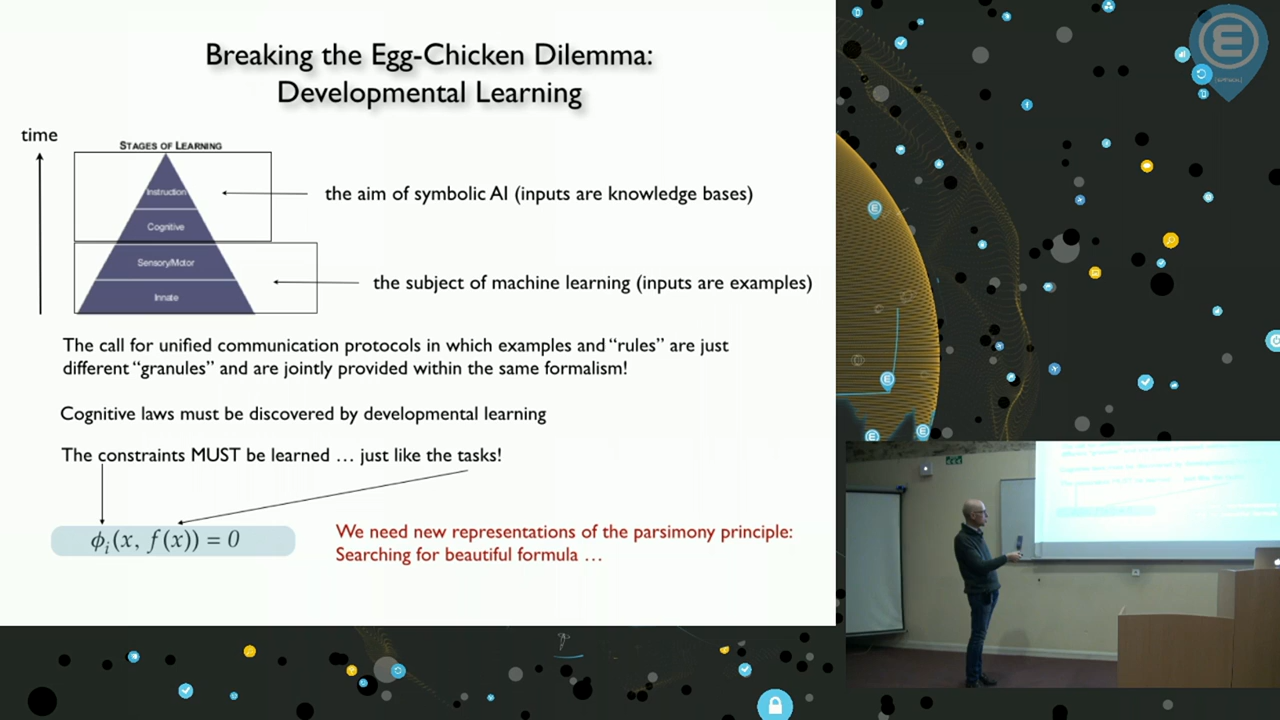 Breaking the Egg-Chicken Dilemma:
Developmental Learning
time
STAGES OF LEARNING
Instruction
the aim of symbolic AI (inputs are knowledge bases)
Cognitive
Sensory/Motor
the subject of machine learning (inputs are examples)
Innate
The call for unified communication protocols in which examples and “rules” are just
different “granules” and are jointly provided within the same formalism!
Cognitive laws must be discovered by developmental learning
The constraints MUST be learned … just like the tasks!
ϕᵢ(x, f(x)) = 0
We need new representations of the parsimony principle:
Searching for beautiful formula …